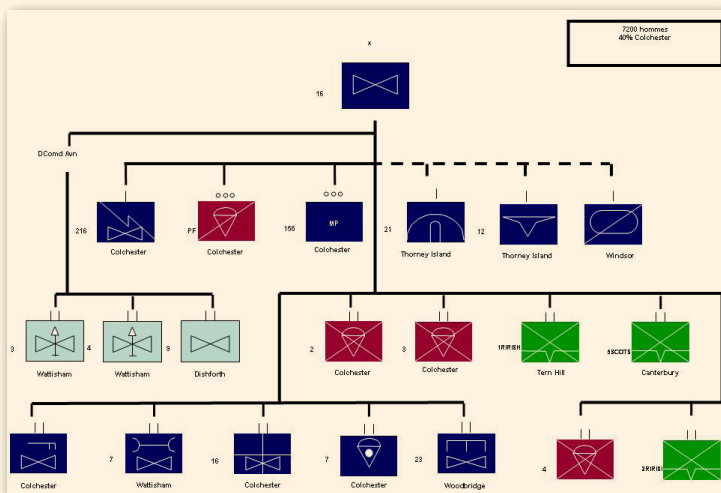 7200 hommes
40% Colchester
x
16
DComd Avn
216
Colchester
PF
Colchester
156
MP
Colchester
21
Thorney Island
12
Thorney Island
Windsor
3
Wattisham
4
Wattisham
9
Dishforth
2
Colchester
3
Colchester
1RIRISH
Tern Hill
5SCOTS
Canterbury
Colchester
7
Wattisham
16
Colchester
7
Colchester
23
Woodbridge
4
2RIRISH